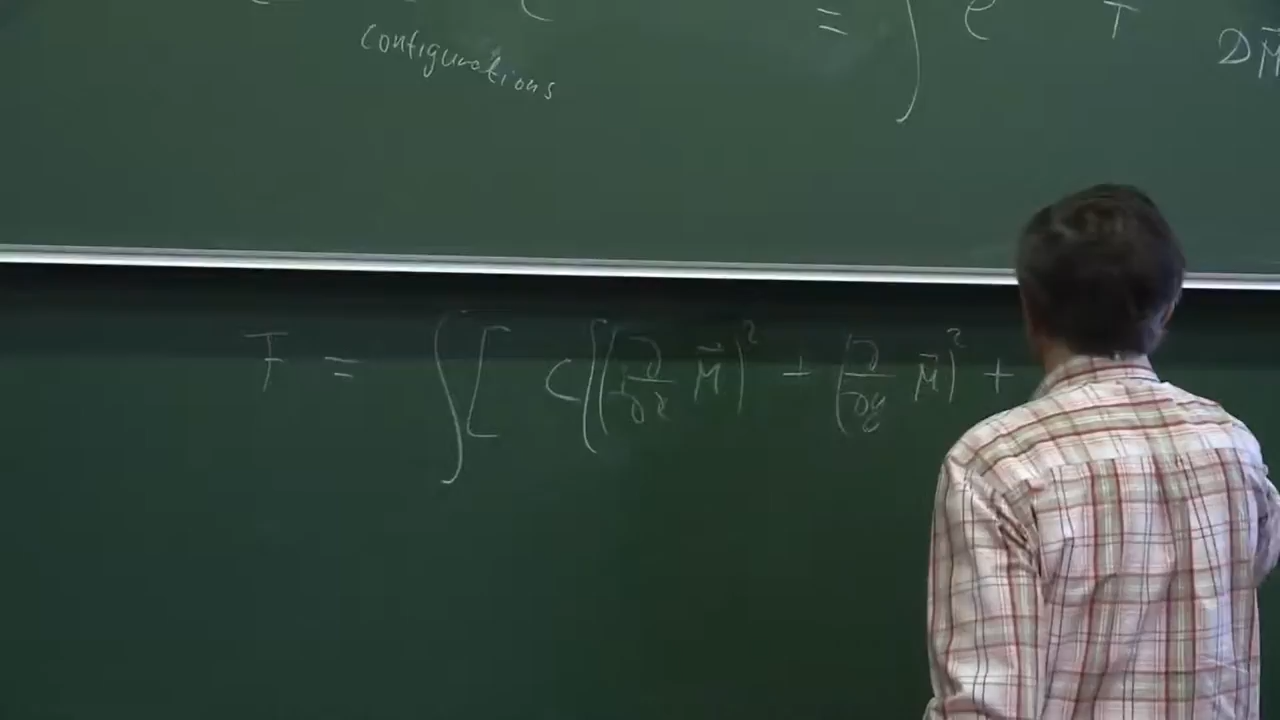 = ∫ e T 𝒟M⃗
configurations
F = ∫ [ C ( ( ∂/∂x M⃗ )² + ( ∂/∂y M⃗ )² +